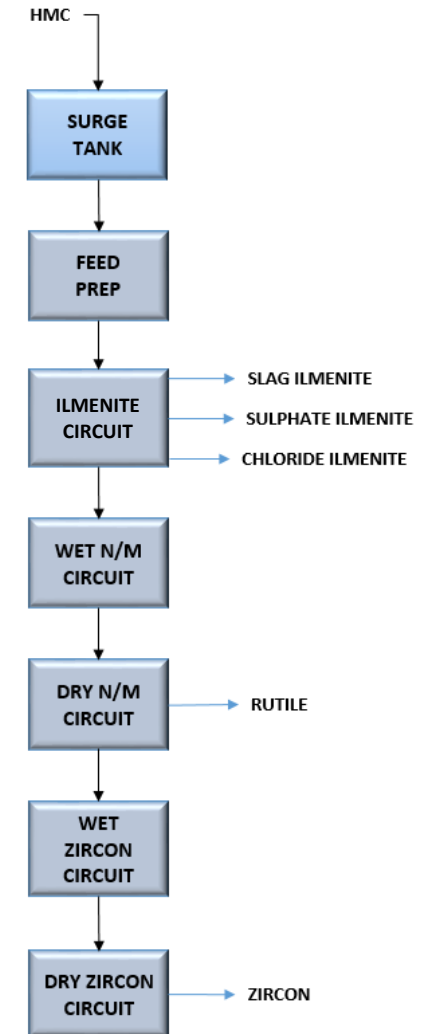 HMC
SURGE
TANK
FEED
PREP
ILMENITE
CIRCUIT
SLAG ILMENITE
SULPHATE ILMENITE
CHLORIDE ILMENITE
WET N/M
CIRCUIT
DRY N/M
CIRCUIT
RUTILE
WET
ZIRCON
CIRCUIT
DRY ZIRCON
CIRCUIT
ZIRCON